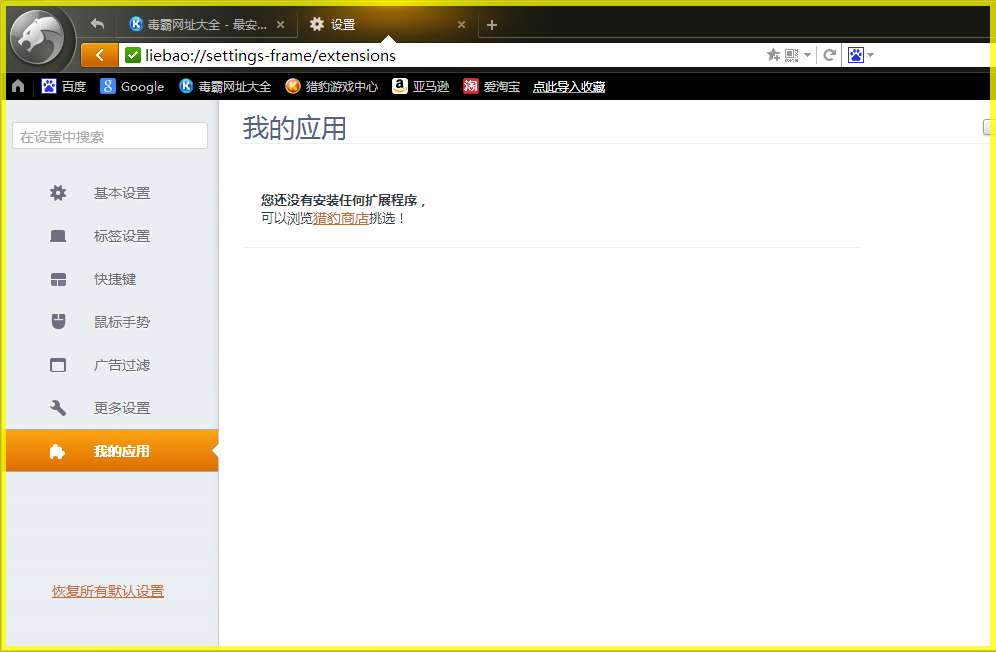 毒霸网址大全 - 最安...
设置
liebao://settings-frame/extensions
百度
Google
毒霸网址大全
猎豹游戏中心
亚马逊
爱淘宝
点此导入收藏
在设置中搜索
基本设置
标签设置
快捷键
鼠标手势
广告过滤
更多设置
我的应用
恢复所有默认设置
我的应用
您还没有安装任何扩展程序，
可以浏览猎豹商店挑选！